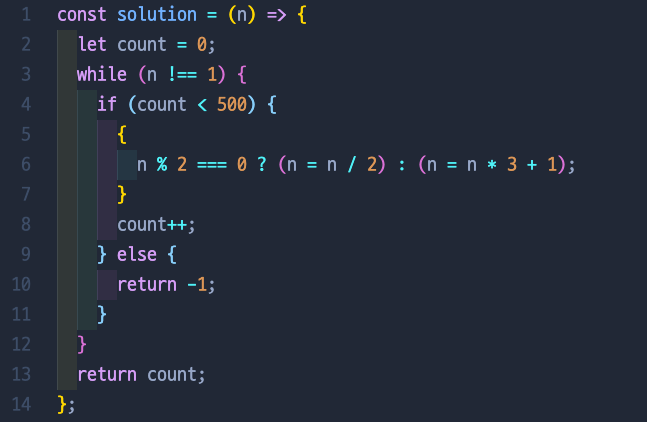 1 const solution = (n) => {
2 let count = 0;
3 while (n !== 1) {
4 if (count < 500) {
5 {
6 n % 2 === 0 ? (n = n / 2) : (n = n * 3 + 1);
7 }
8 count++;
9 } else {
10 return -1;
11 }
12 }
13 return count;
14 };